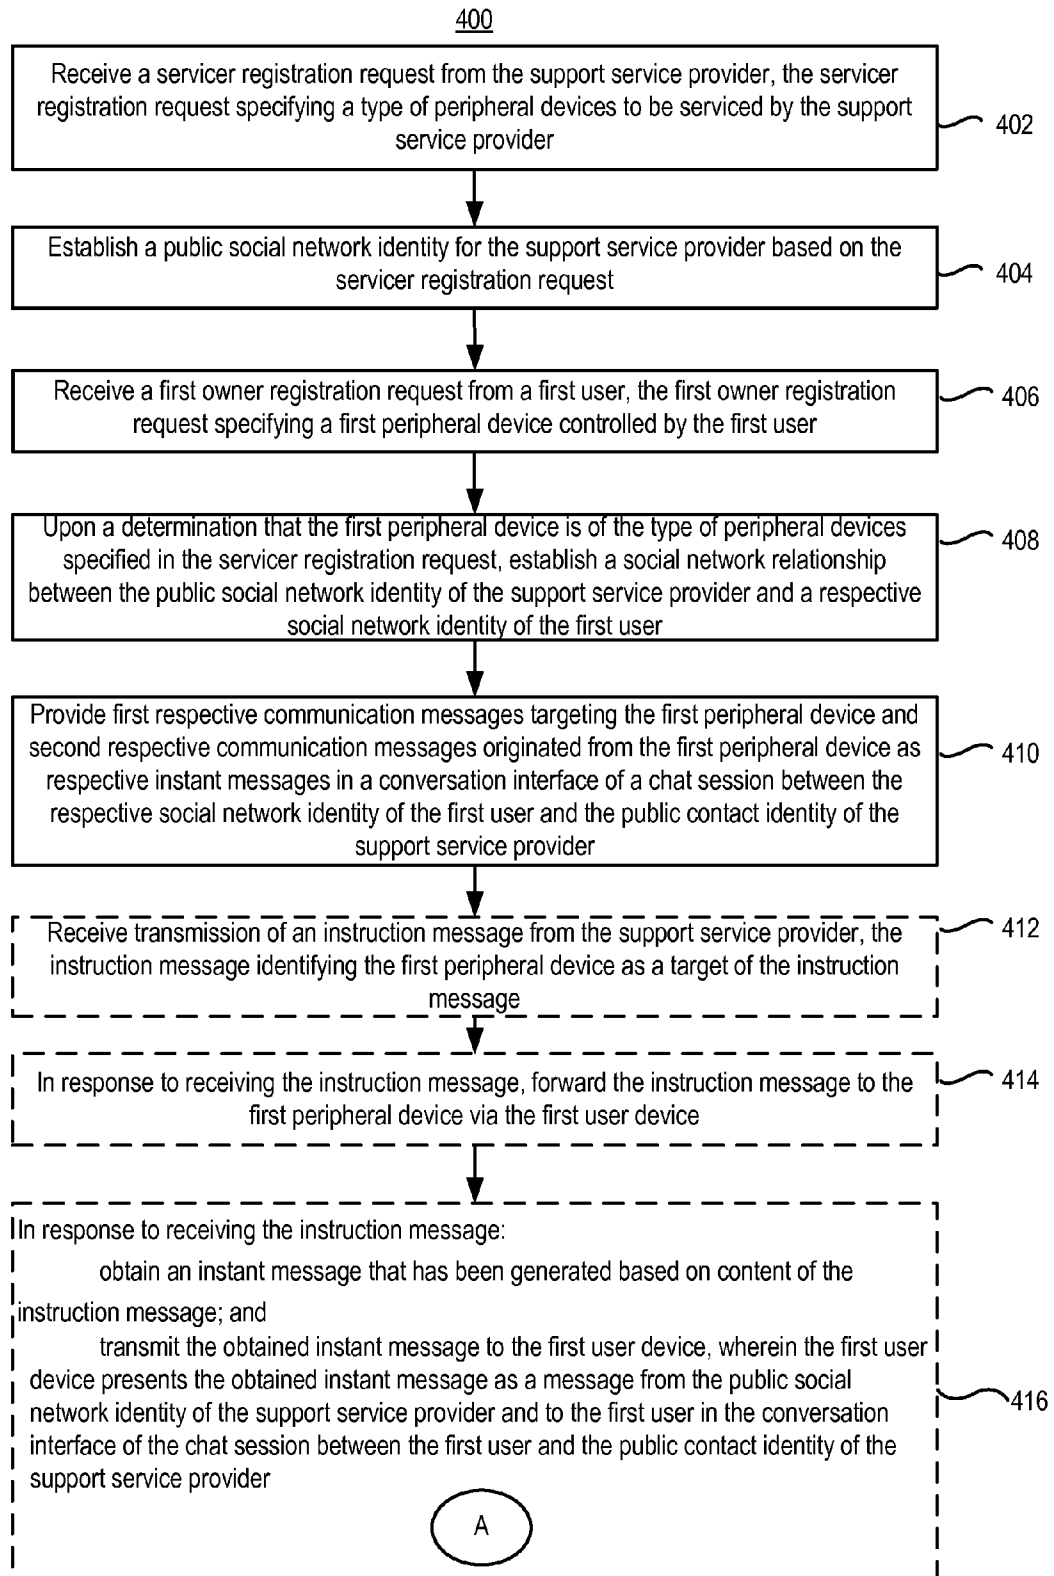 400
Receive a servicer registration request from the support service provider, the servicer
registration request specifying a type of peripheral devices to be serviced by the support
service provider
402
Establish a public social network identity for the support service provider based on the
servicer registration request
404
Receive a first owner registration request from a first user, the first owner registration
request specifying a first peripheral device controlled by the first user
406
Upon a determination that the first peripheral device is of the type of peripheral devices
specified in the servicer registration request, establish a social network relationship
between the public social network identity of the support service provider and a respective
social network identity of the first user
408
Provide first respective communication messages targeting the first peripheral device and
second respective communication messages originated from the first peripheral device as
respective instant messages in a conversation interface of a chat session between the
respective social network identity of the first user and the public contact identity of the
support service provider
410
Receive transmission of an instruction message from the support service provider, the
instruction message identifying the first peripheral device as a target of the instruction
message
412
In response to receiving the instruction message, forward the instruction message to the
first peripheral device via the first user device
414
In response to receiving the instruction message:
obtain an instant message that has been generated based on content of the
instruction message; and
transmit the obtained instant message to the first user device, wherein the first user
device presents the obtained instant message as a message from the public social
network identity of the support service provider and to the first user in the conversation
interface of the chat session between the first user and the public contact identity of the
support service provider
416
A